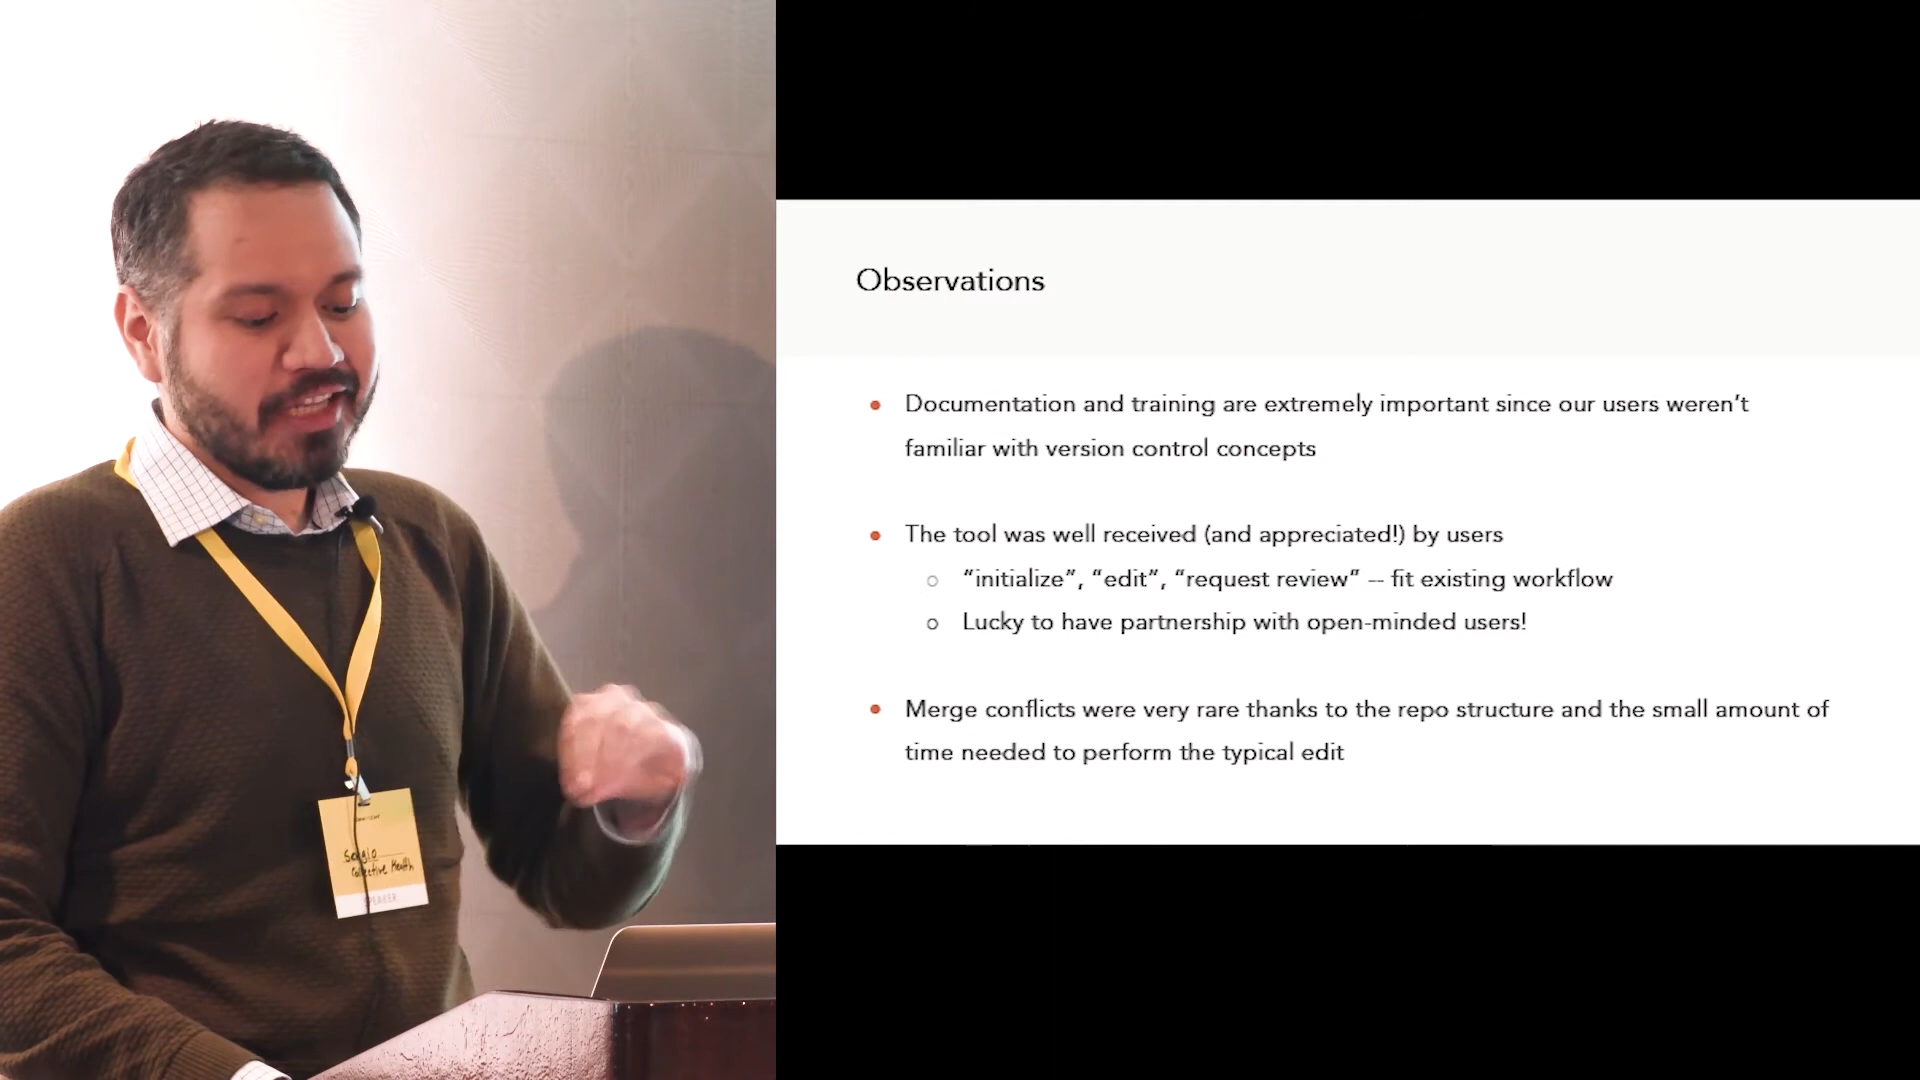 Observations
Documentation and training are extremely important since our users weren’t
familiar with version control concepts
The tool was well received (and appreciated!) by users
“initialize”, “edit”, “request review” -- fit existing workflow
Lucky to have partnership with open-minded users!
Merge conflicts were very rare thanks to the repo structure and the small amount of
time needed to perform the typical edit
Sergio
Collective Health
SPEAKER